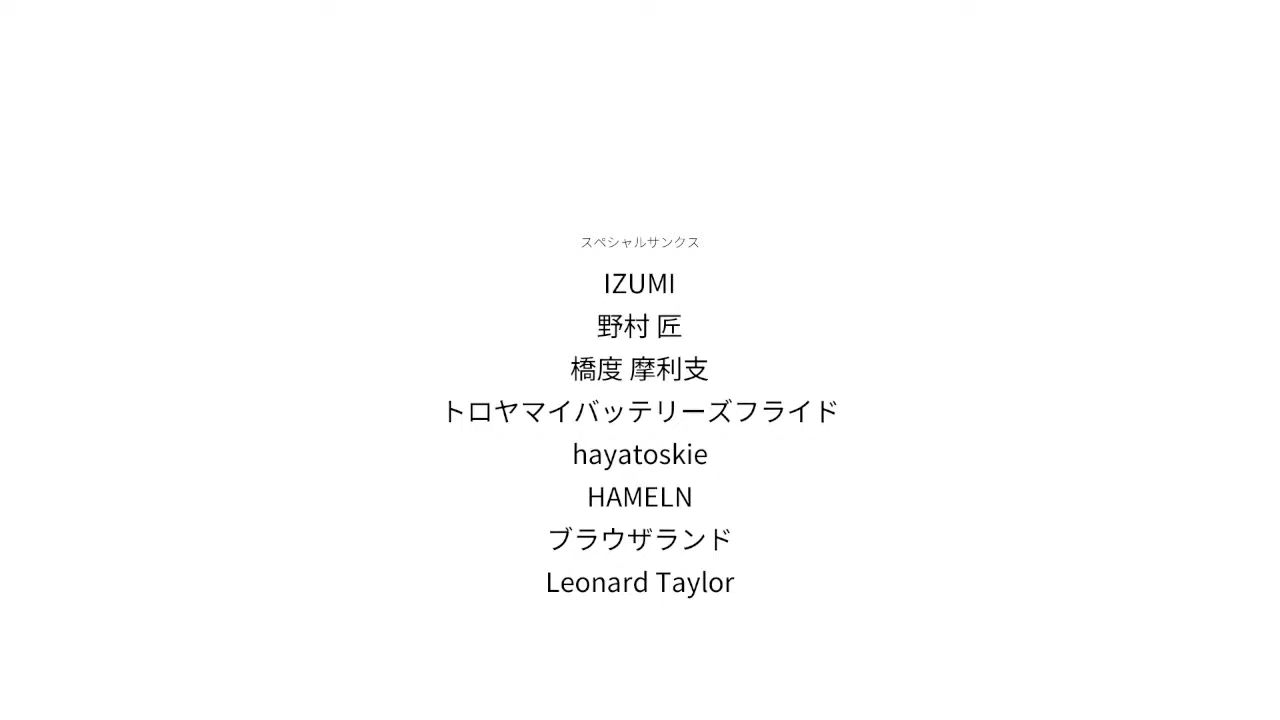 スペシャルサンクス
IZUMI
野村 匠
橋度 摩利支
トロヤマイバッテリーズフライド
hayatoskie
HAMELN
ブラウザランド
Leonard Taylor